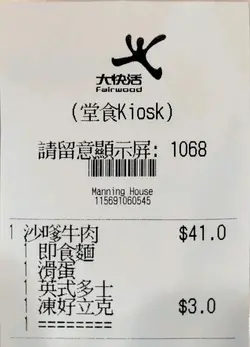 大快活
Fairwood
(堂食Kiosk)
請留意顯示屏: 1068
Manning House
115691060545
1 沙嗲牛肉 $41.0
1 即食麵
1 滑蛋
1 英式多士
1 凍好立克 $3.0
1 ========